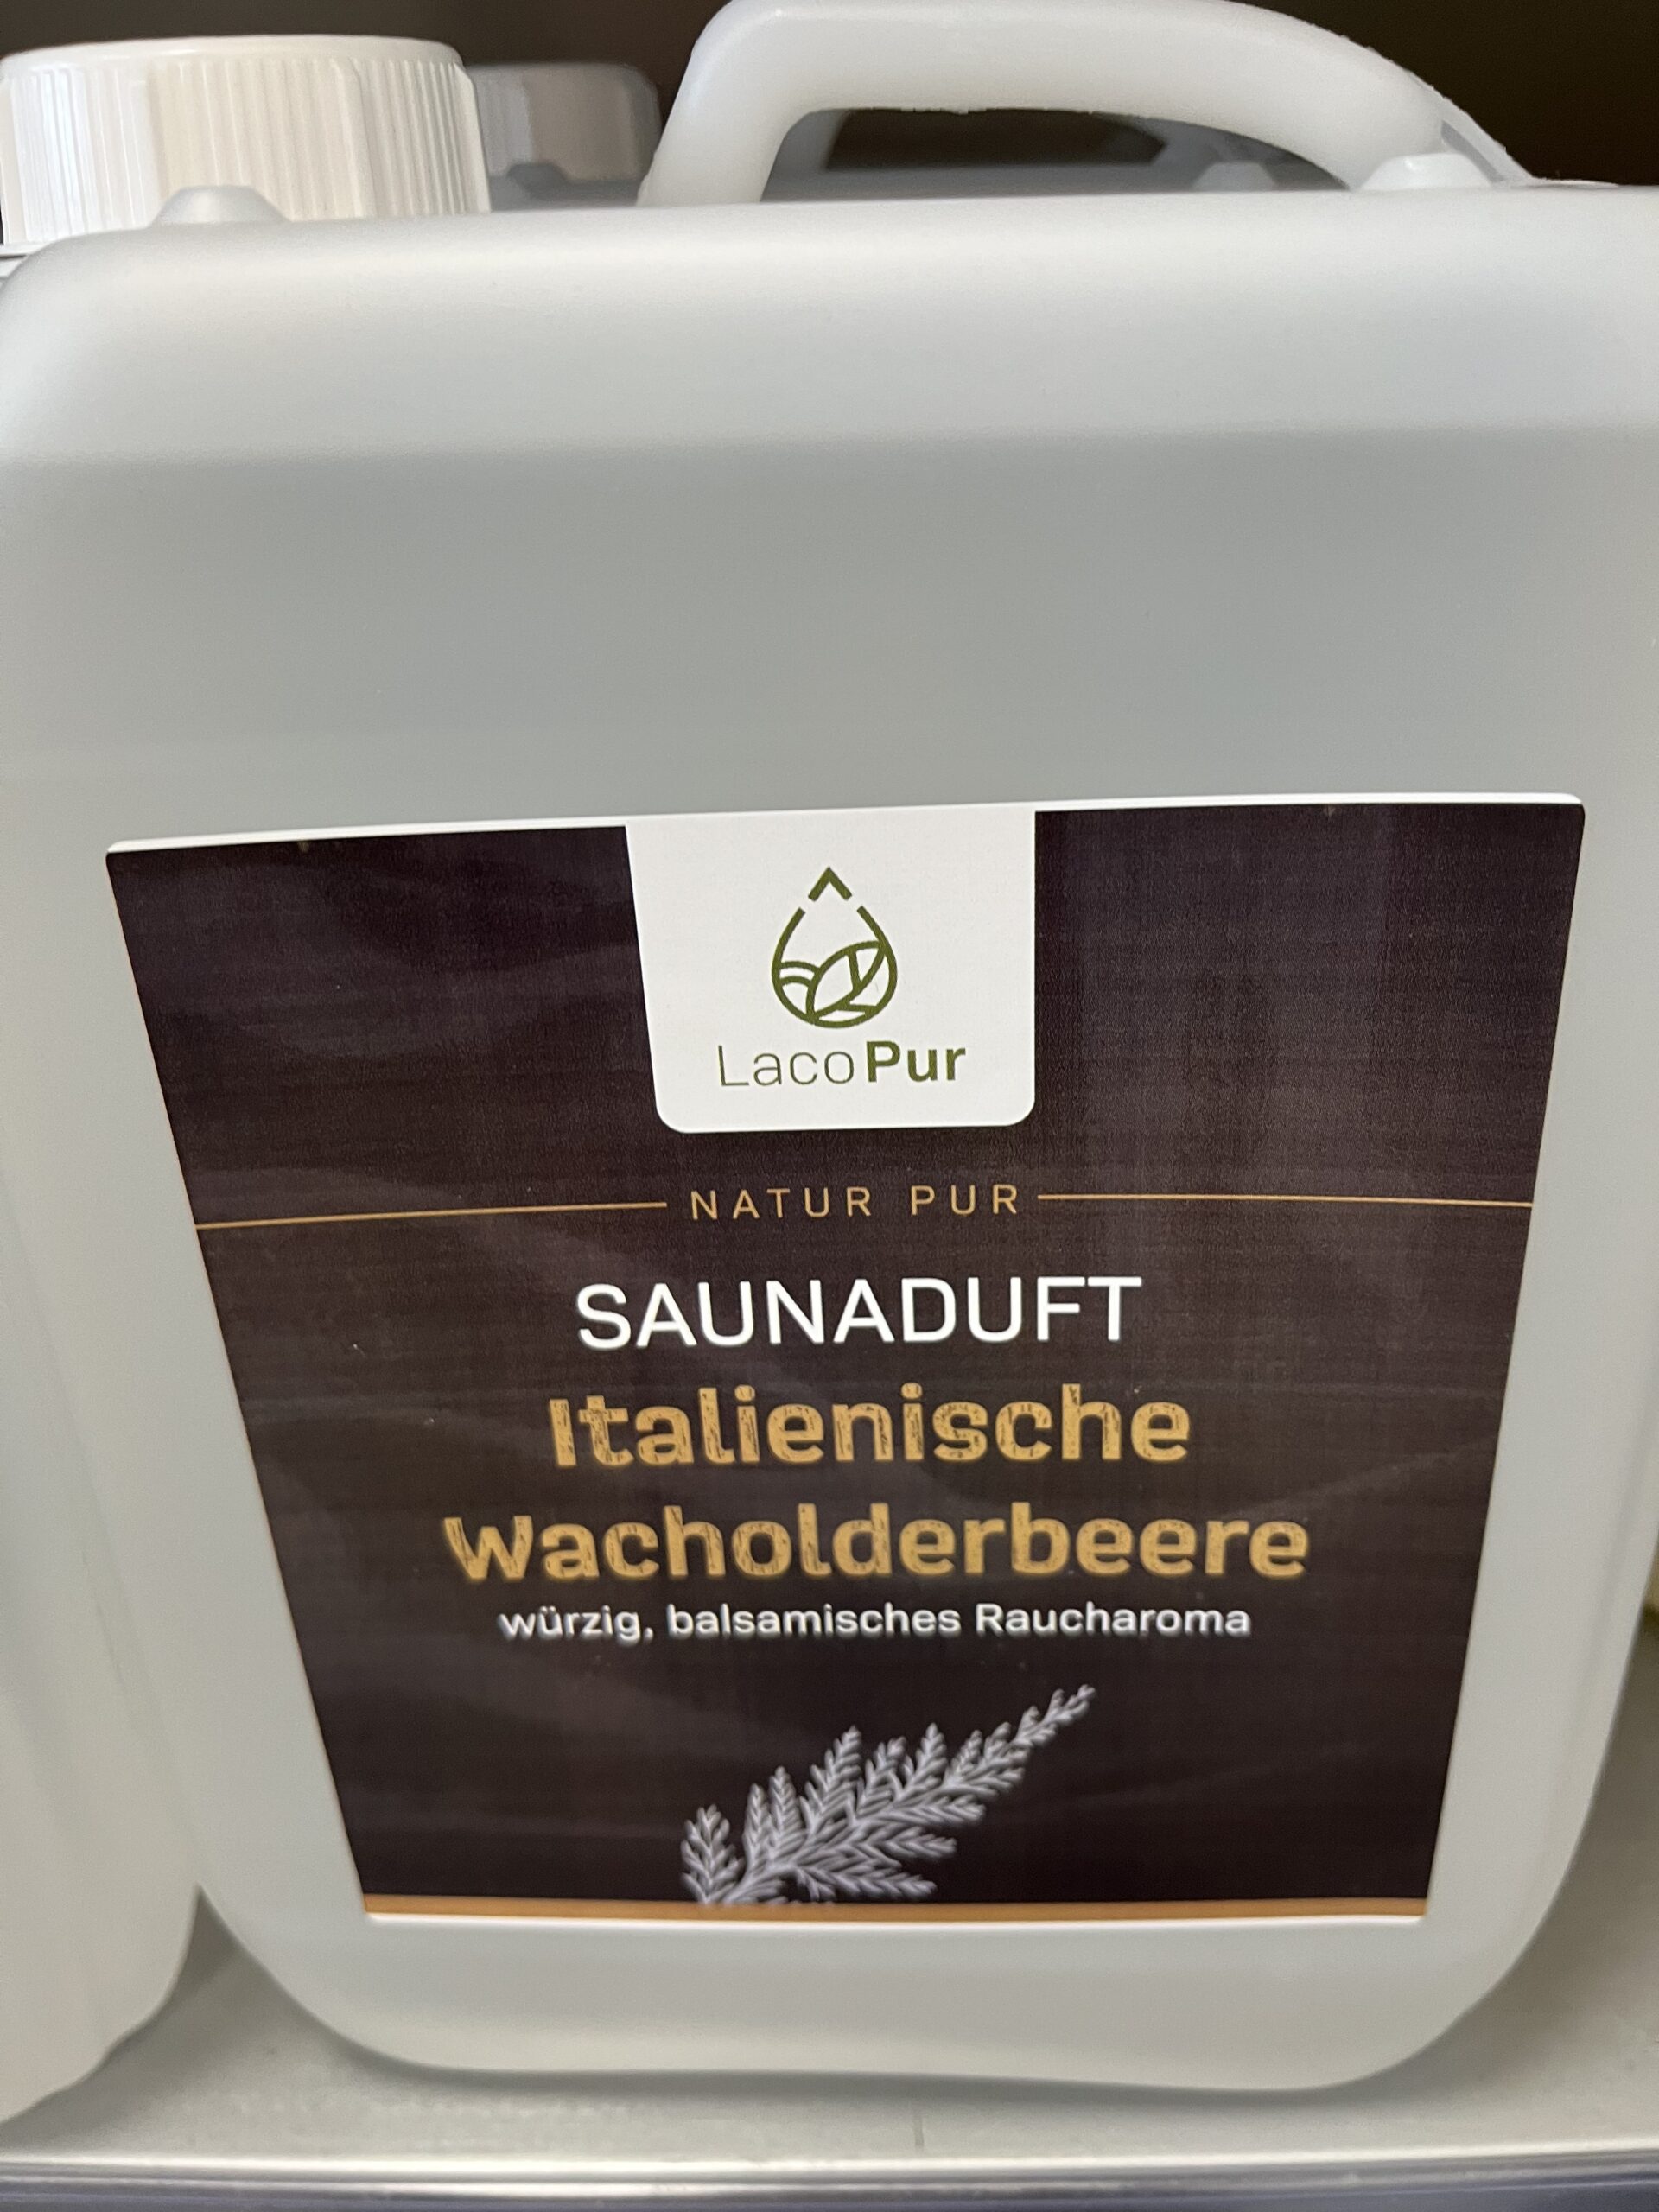 LacoPur
NATUR PUR
SAUNADUFT
Italienische
Wacholderbeere
würzig, balsamisches Raucharoma